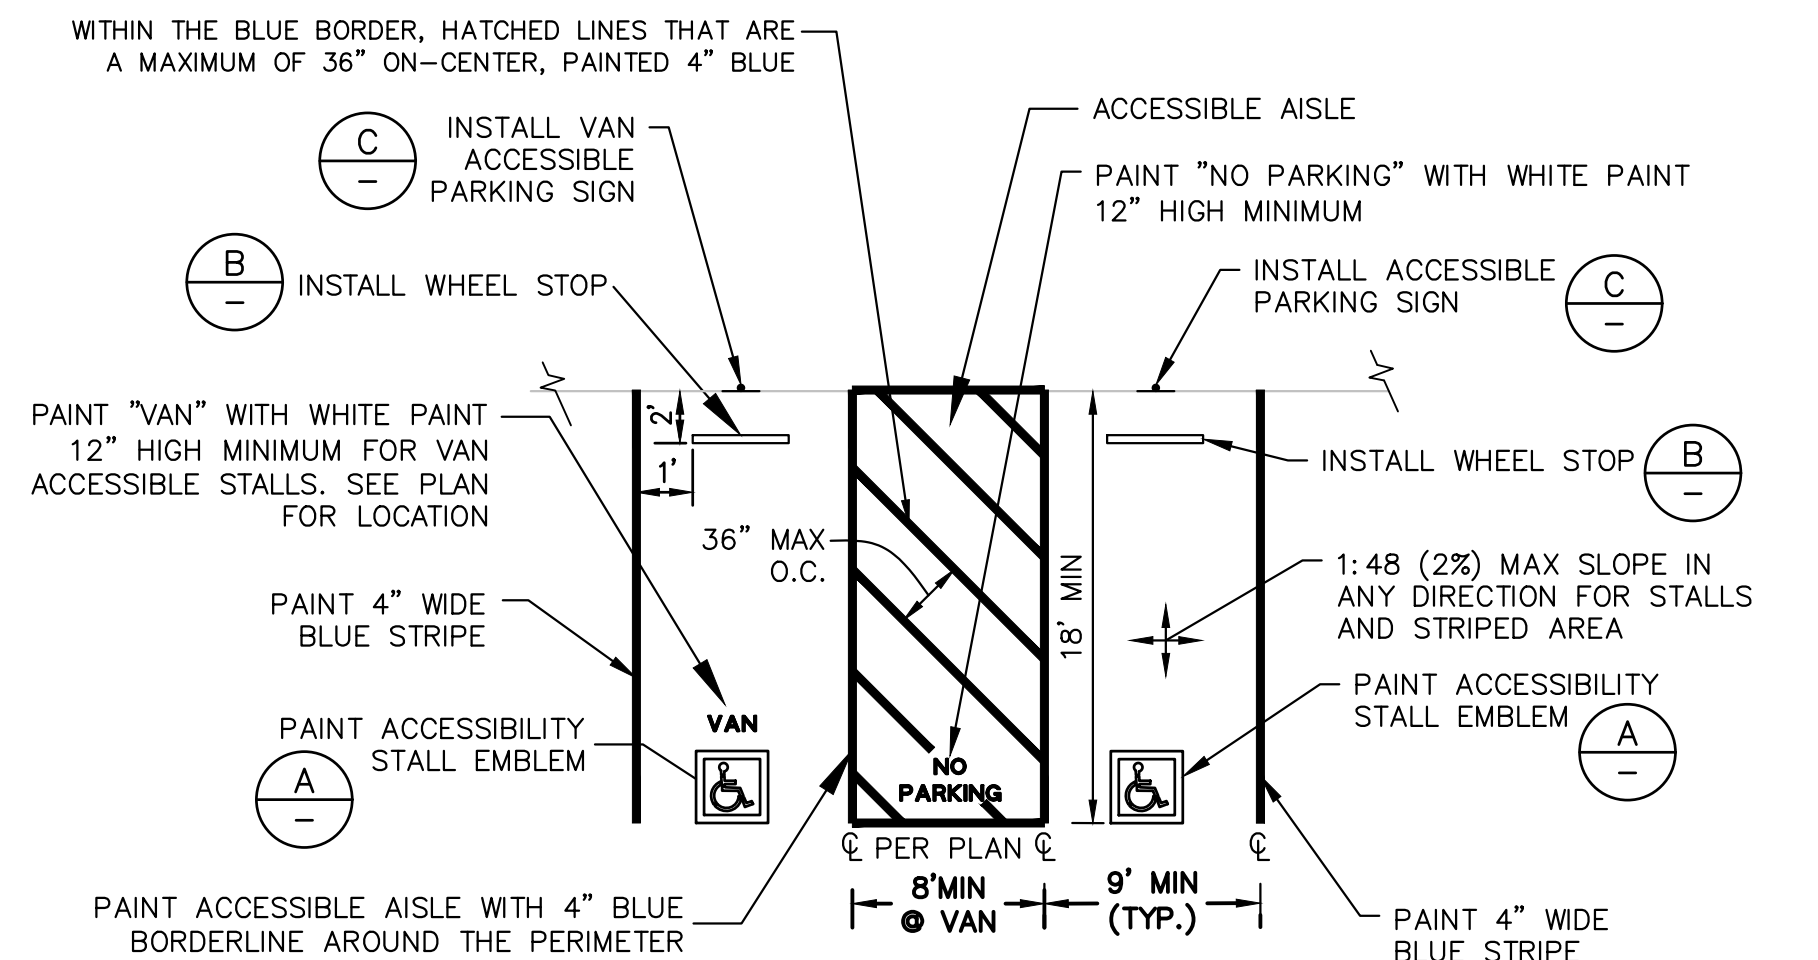 WITHIN THE BLUE BORDER, HATCHED LINES THAT ARE
A MAXIMUM OF 36" ON-CENTER, PAINTED 4" BLUE
C
-
INSTALL VAN
ACCESSIBLE
PARKING SIGN
ACCESSIBLE AISLE
PAINT "NO PARKING" WITH WHITE PAINT
12" HIGH MINIMUM
B
-
INSTALL WHEEL STOP
INSTALL ACCESSIBLE
PARKING SIGN
C
-
PAINT "VAN" WITH WHITE PAINT
12" HIGH MINIMUM FOR VAN
ACCESSIBLE STALLS. SEE PLAN
FOR LOCATION
2'
1'
INSTALL WHEEL STOP
B
-
36" MAX
O.C.
18' MIN
1:48 (2%) MAX SLOPE IN
ANY DIRECTION FOR STALLS
AND STRIPED AREA
PAINT 4" WIDE
BLUE STRIPE
PAINT ACCESSIBILITY
STALL EMBLEM
A
-
VAN
NO
PARKING
PAINT ACCESSIBILITY
STALL EMBLEM
A
-
℄ PER PLAN ℄
℄
8'MIN
@ VAN
9' MIN
(TYP.)
PAINT ACCESSIBLE AISLE WITH 4" BLUE
BORDERLINE AROUND THE PERIMETER
PAINT 4" WIDE
BLUE STRIPE